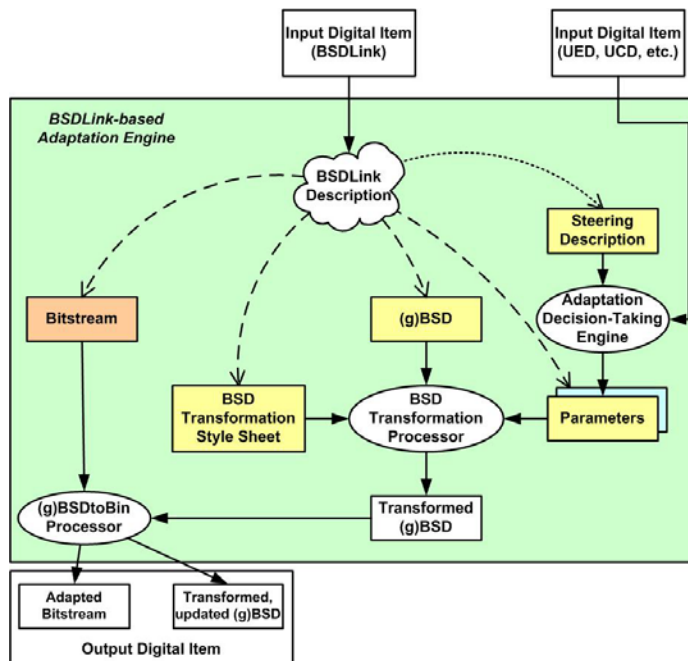 Input Digital Item
(BSDLink)
Input Digital Item
(UED, UCD, etc.)
BSDLink-based
Adaptation Engine
BSDLink
Description
Steering
Description
Bitstream
(g)BSD
Adaptation
Decision-Taking
Engine
BSD
Transformation
Style Sheet
BSD
Transformation
Processor
Parameters
(g)BSDtoBin
Processor
Transformed
(g)BSD
Adapted
Bitstream
Transformed,
updated (g)BSD
Output Digital Item